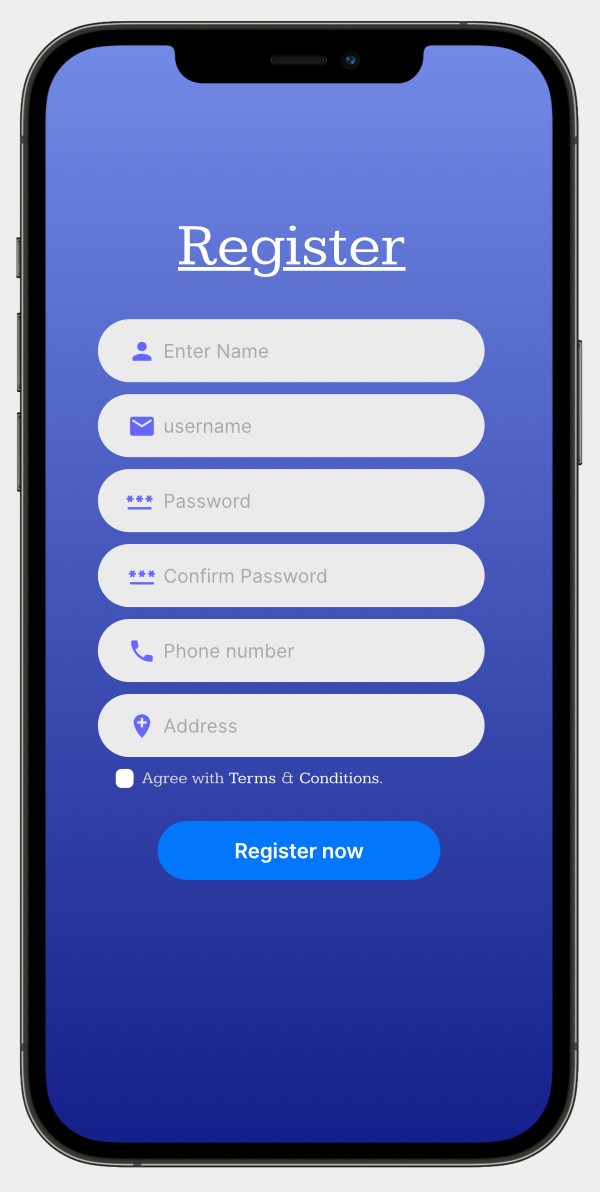 Register
Enter Name
username
Password
Confirm Password
Phone number
Address
Agree with Terms & Conditions.
Register now